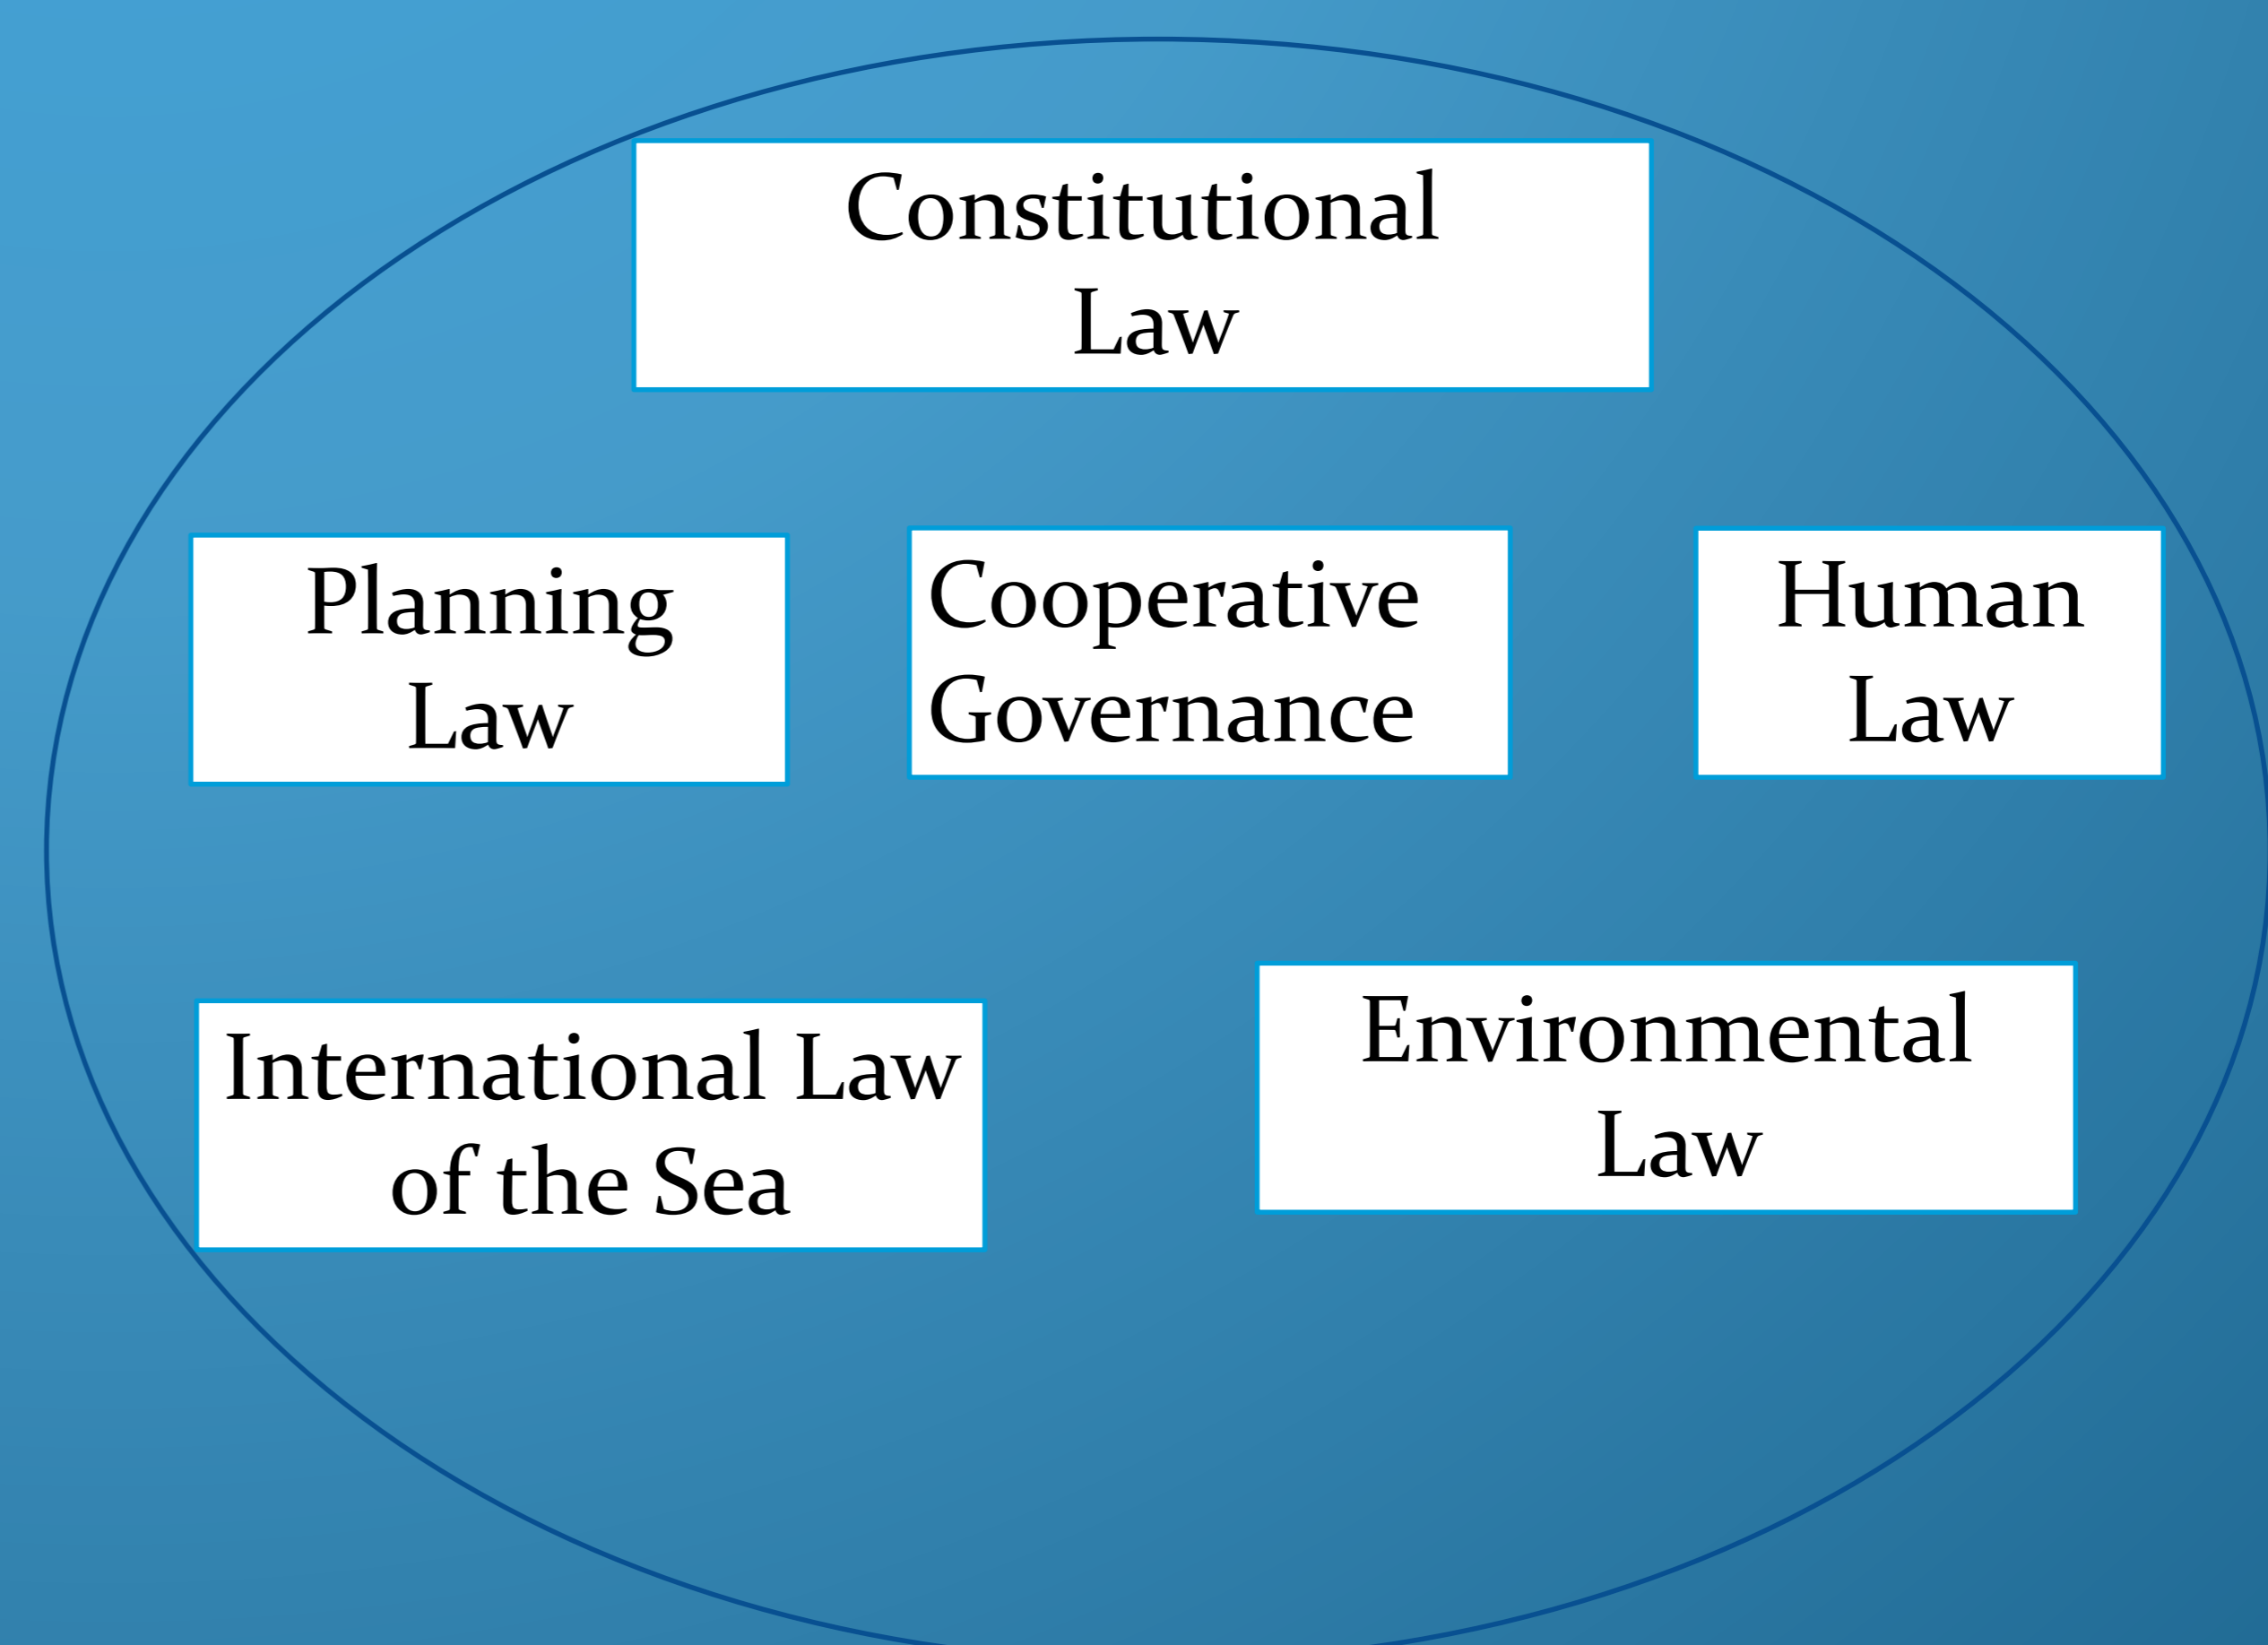 Constitutional
Law
Planning
Law
Cooperative
Governance
Human
Law
International Law
of the Sea
Environmental
Law